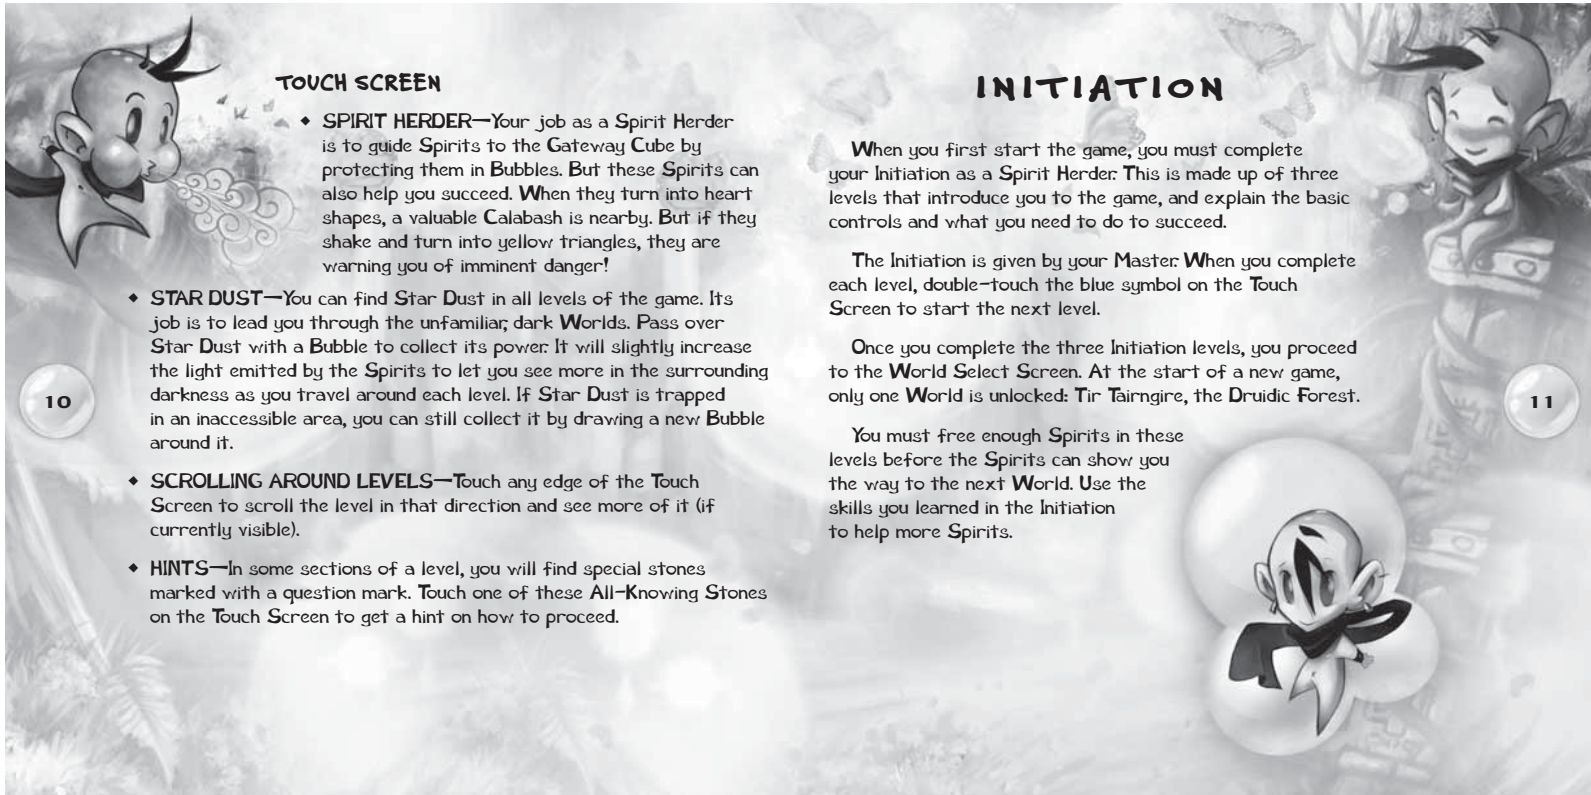 TOUCH SCREEN
◆ SPIRIT HERDER—Your job as a Spirit Herder
is to guide Spirits to the Gateway Cube by
protecting them in Bubbles. But these Spirits can
also help you succeed. When they turn into heart
shapes, a valuable Calabash is nearby. But if they
shake and turn into yellow triangles, they are
warning you of imminent danger!
◆ STAR DUST—You can find Star Dust in all levels of the game. Its
job is to lead you through the unfamiliar, dark Worlds. Pass over
Star Dust with a Bubble to collect its power. It will slightly increase
the light emitted by the Spirits to let you see more in the surrounding
darkness as you travel around each level. If Star Dust is trapped
in an inaccessible area, you can still collect it by drawing a new Bubble
around it.
◆ SCROLLING AROUND LEVELS—Touch any edge of the Touch
Screen to scroll the level in that direction and see more of it (if
currently visible).
◆ HINTS—In some sections of a level, you will find special stones
marked with a question mark. Touch one of these All-Knowing Stones
on the Touch Screen to get a hint on how to proceed.
10
INITIATION
When you first start the game, you must complete
your Initiation as a Spirit Herder. This is made up of three
levels that introduce you to the game, and explain the basic
controls and what you need to do to succeed.
The Initiation is given by your Master. When you complete
each level, double-touch the blue symbol on the Touch
Screen to start the next level.
Once you complete the three Initiation levels, you proceed
to the World Select Screen. At the start of a new game,
only one World is unlocked: Tir Tairngire, the Druidic Forest.
You must free enough Spirits in these
levels before the Spirits can show you
the way to the next World. Use the
skills you learned in the Initiation
to help more Spirits.
11